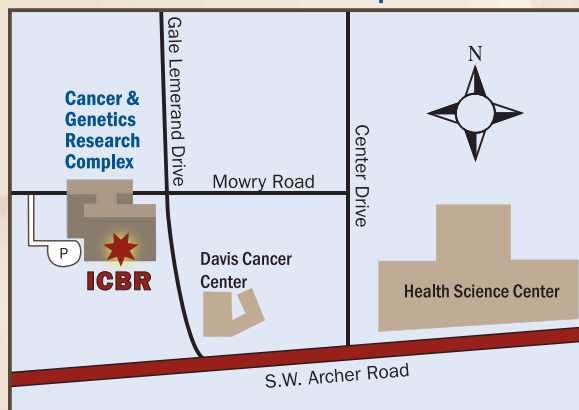 Gale Lemerand Drive
N
Cancer &
Genetics
Research
Complex
Center Drive
Mowry Road
P
ICBR
Davis Cancer
Center
Health Science Center
S.W. Archer Road